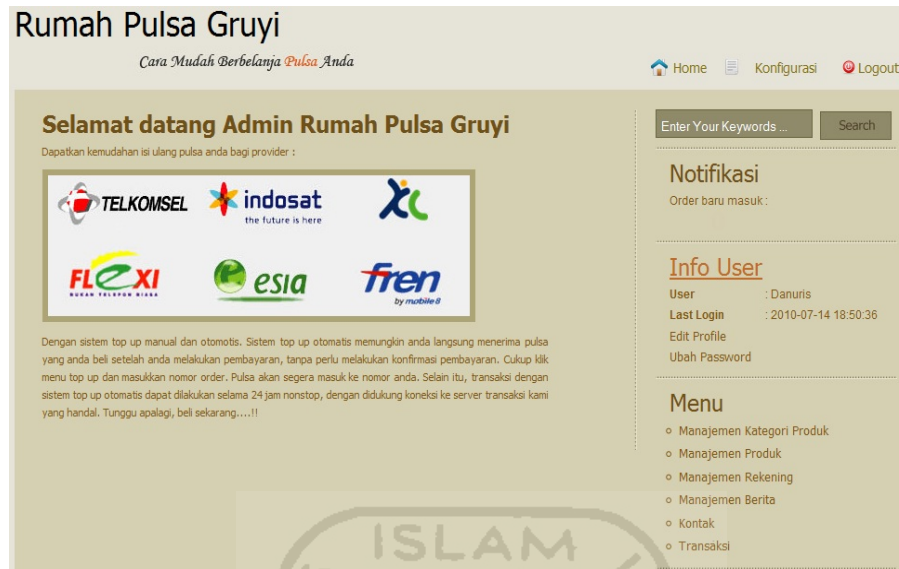 Rumah Pulsa Gruyi
Cara Mudah Berbelanja Pulsa Anda
Home Konfigurasi Logout
Selamat datang Admin Rumah Pulsa Gruyi
Dapatkan kemudahan isi ulang pulsa anda bagi provider :
TELKOMSEL
indosat
the future is here
XL
FLEXI
BUKAN TELEPON BIASA
esia
fren
by mobile8
Dengan sistem top up manual dan otomotis. Sistem top up otomatis memungkin anda langsung menerima pulsa
yang anda beli setelah anda melakukan pembayaran, tanpa perlu melakukan konfirmasi pembayaran. Cukup klik
menu top up dan masukkan nomor order. Pulsa akan segera masuk ke nomor anda. Selain itu, transaksi dengan
sistem top up otomatis dapat dilakukan selama 24 jam nonstop, dengan didukung koneksi ke server transaksi kami
yang handal. Tunggu apalagi, beli sekarang....!!
Enter Your Keywords ... Search
Notifikasi
Order baru masuk :
Info User
User : Danuris
Last Login : 2010-07-14 18:50:36
Edit Profile
Ubah Password
Menu
Manajemen Kategori Produk
Manajemen Produk
Manajemen Rekening
Manajemen Berita
Kontak
Transaksi
ISLAM